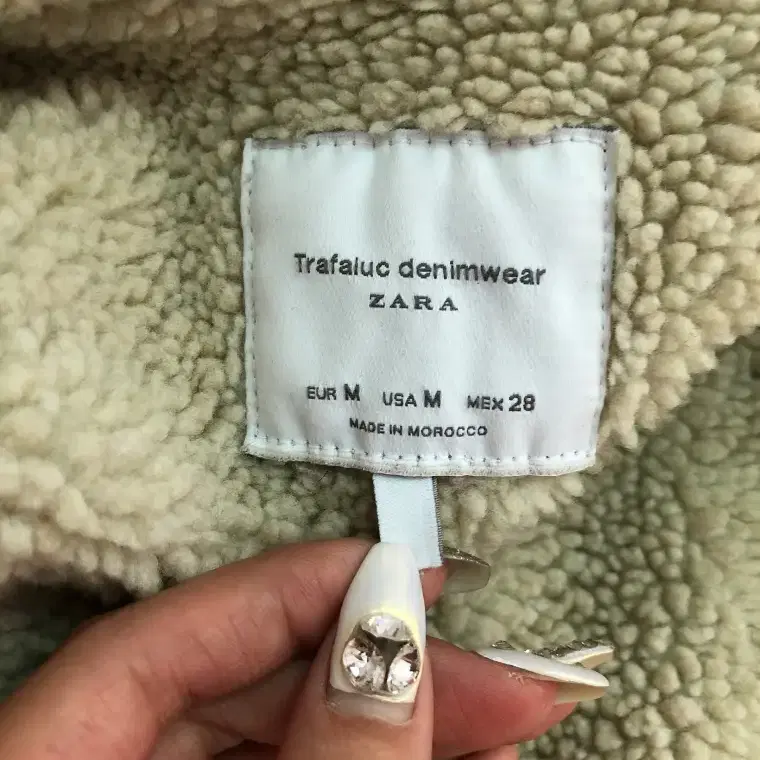 Trafaluc denimwear
ZARA
EUR M USA M MEX 28
MADE IN MOROCCO